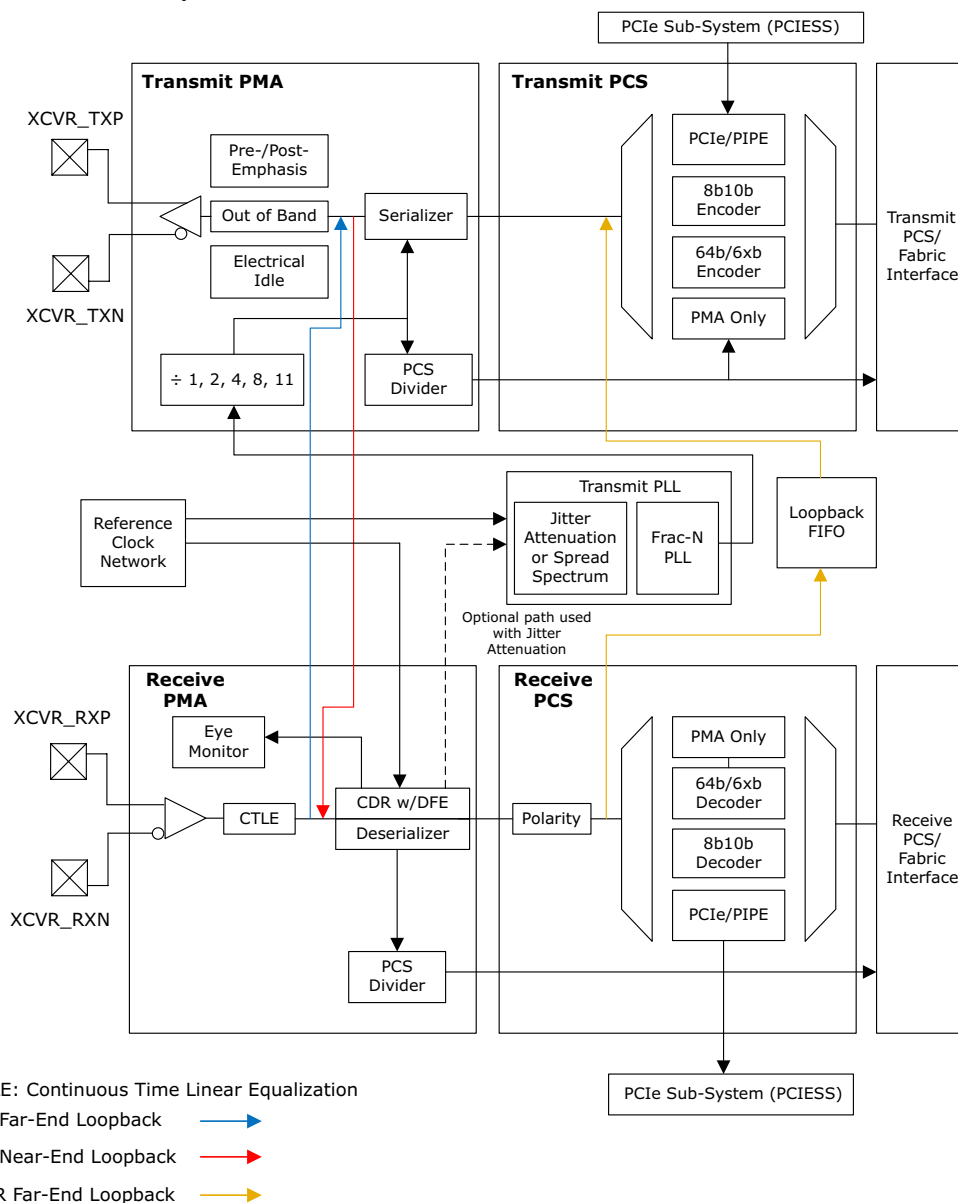 PCIe Sub-System (PCIESS)
Transmit PMA
Transmit PCS
XCVR_TXP
Pre-/Post-
Emphasis
PCIe/PIPE
Out of Band
Serializer
8b10b
Encoder
Transmit
PCS/
Fabric
Interface
Electrical
Idle
64b/6xb
Encoder
XCVR_TXN
PMA Only
÷ 1, 2, 4, 8, 11
PCS
Divider
Transmit PLL
Reference
Clock
Network
Jitter
Attenuation
or Spread
Spectrum
Frac-N
PLL
Loopback
FIFO
Optional path used
with Jitter
Attenuation
Receive
PMA
Receive
PCS
XCVR_RXP
Eye
Monitor
PMA Only
CDR w/DFE
64b/6xb
Decoder
CTLE
Deserializer
Polarity
8b10b
Decoder
Receive
PCS/
Fabric
Interface
XCVR_RXN
PCIe/PIPE
PCS
Divider
PCIe Sub-System (PCIESS)
E: Continuous Time Linear Equalization
Far-End Loopback
Near-End Loopback
R Far-End Loopback